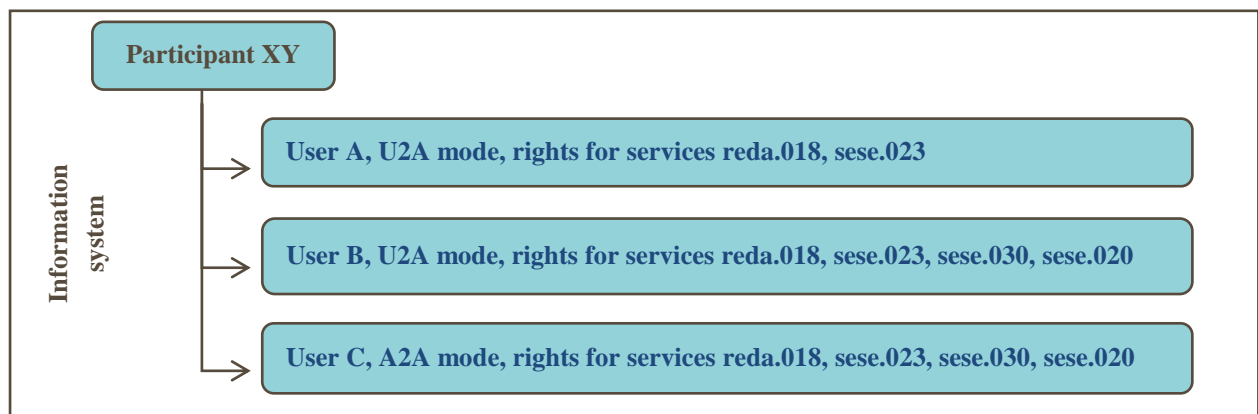 Participant XY
User A, U2A mode, rights for services reda.018, sese.023
Information
system
User B, U2A mode, rights for services reda.018, sese.023, sese.030, sese.020
User C, A2A mode, rights for services reda.018, sese.023, sese.030, sese.020